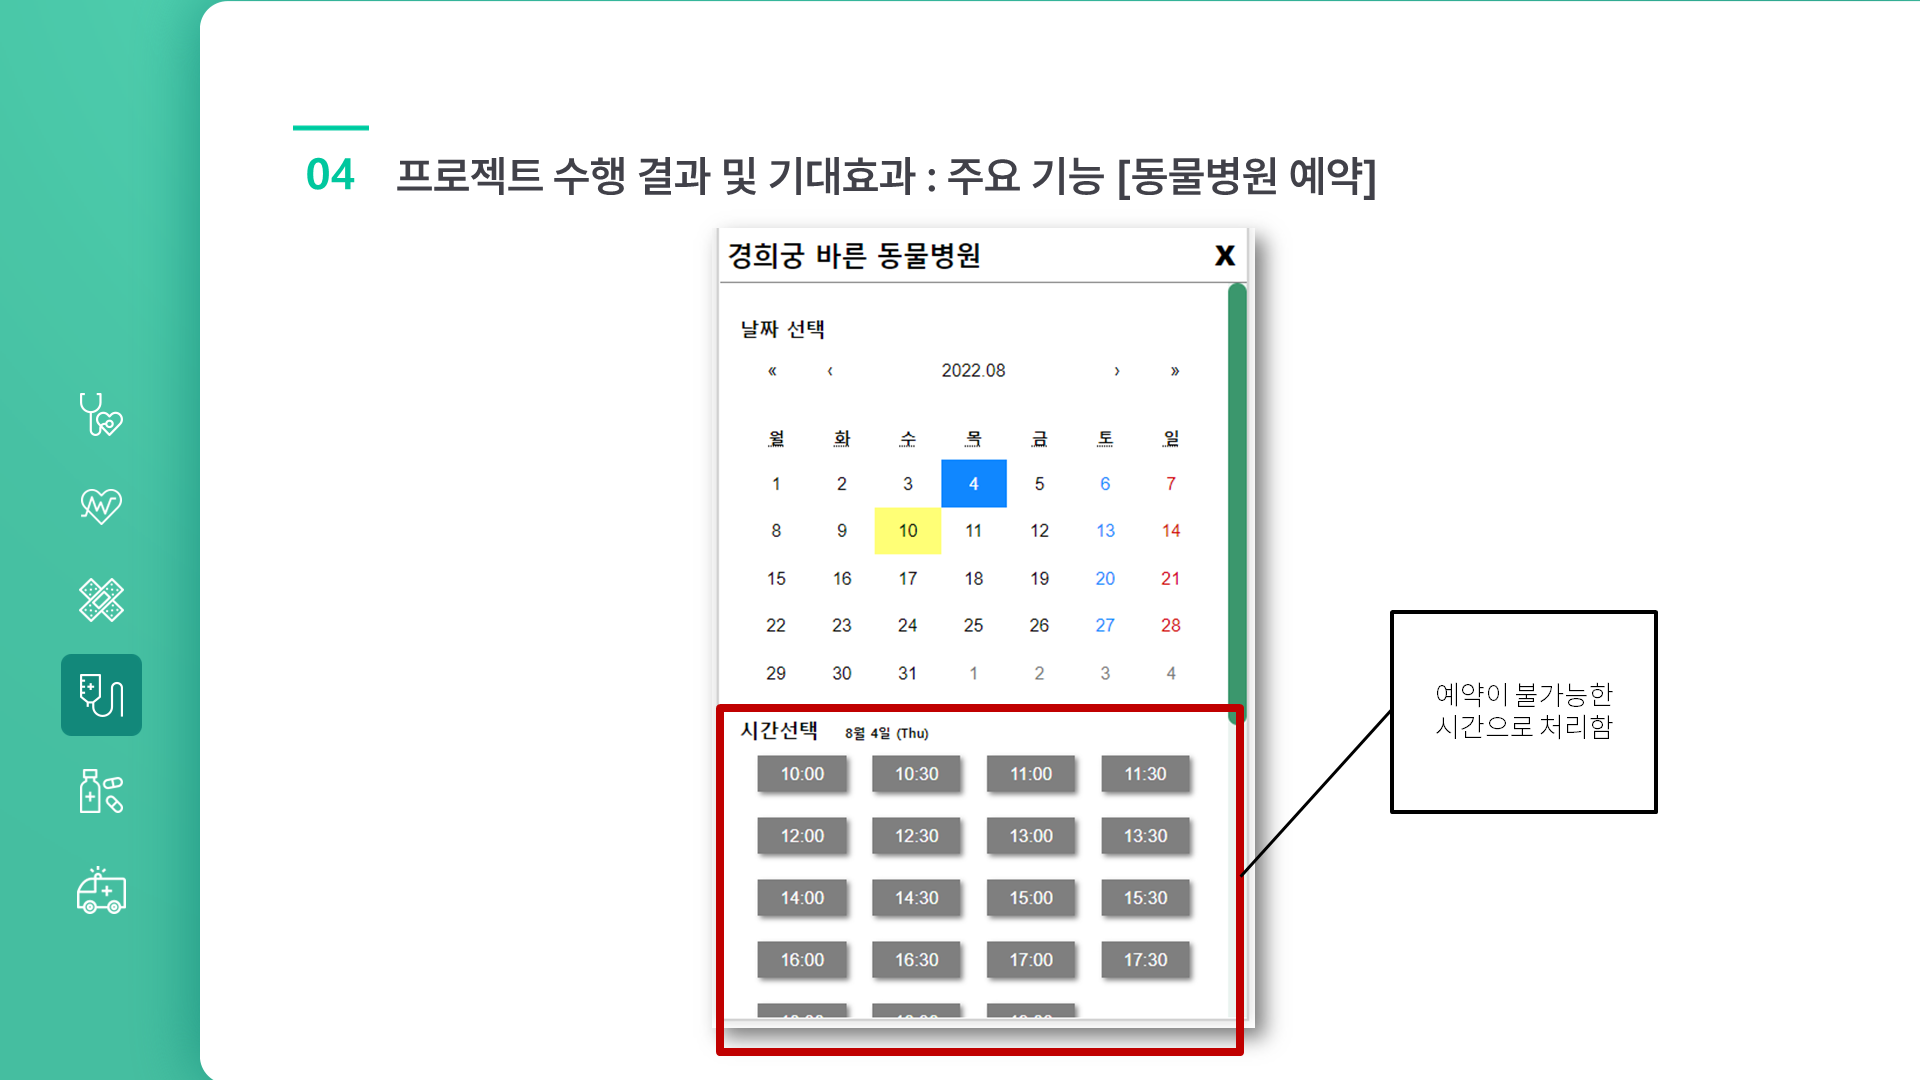 04 프로젝트 수행 결과 및 기대효과 : 주요 기능 [동물병원 예약]
경희궁 바른 동물병원 X
날짜 선택
« ‹ 2022.08 › »
월 화 수 목 금 토 일
1 2 3 4 5 6 7
8 9 10 11 12 13 14
15 16 17 18 19 20 21
22 23 24 25 26 27 28
29 30 31 1 2 3 4
시간선택 8월 4일 (Thu)
10:00 10:30 11:00 11:30
12:00 12:30 13:00 13:30
14:00 14:30 15:00 15:30
16:00 16:30 17:00 17:30
예약이 불가능한
시간으로 처리함